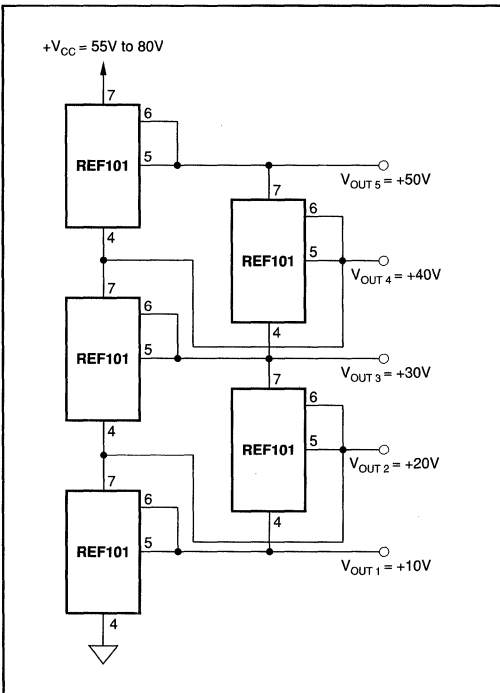 +VCC = 55V to 80V
7
6
REF101
5
VOUT 5 = +50V
7
4
6
REF101
5
VOUT 4 = +40V
7
6
4
REF101
5
VOUT 3 = +30V
7
4
6
REF101
5
VOUT 2 = +20V
7
6
4
REF101
5
VOUT 1 = +10V
4